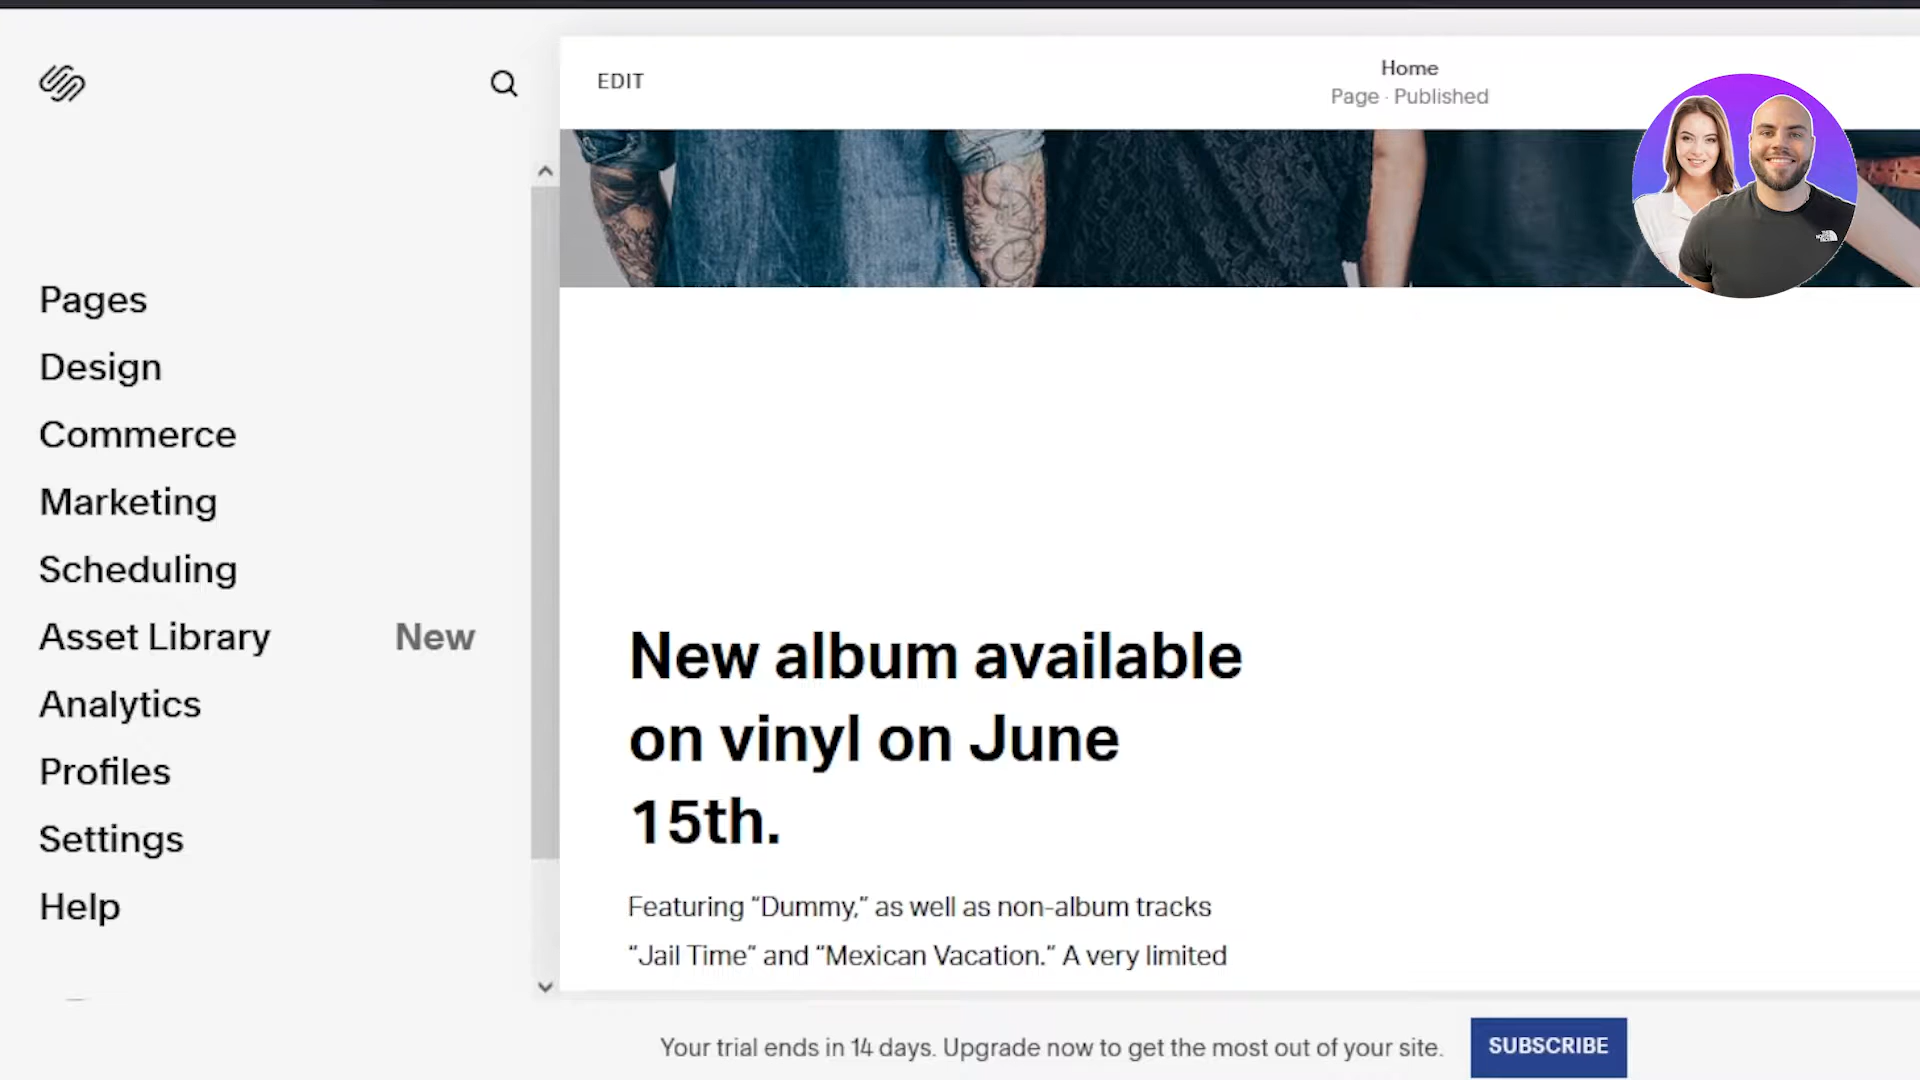 EDIT
Home
Page · Published
Pages
Design
Commerce
Marketing
Scheduling
Asset Library New
Analytics
Profiles
Settings
Help
New album available
on vinyl on June
15th.
Featuring “Dummy,” as well as non-album tracks
“Jail Time” and “Mexican Vacation.” A very limited
Your trial ends in 14 days. Upgrade now to get the most out of your site.
SUBSCRIBE